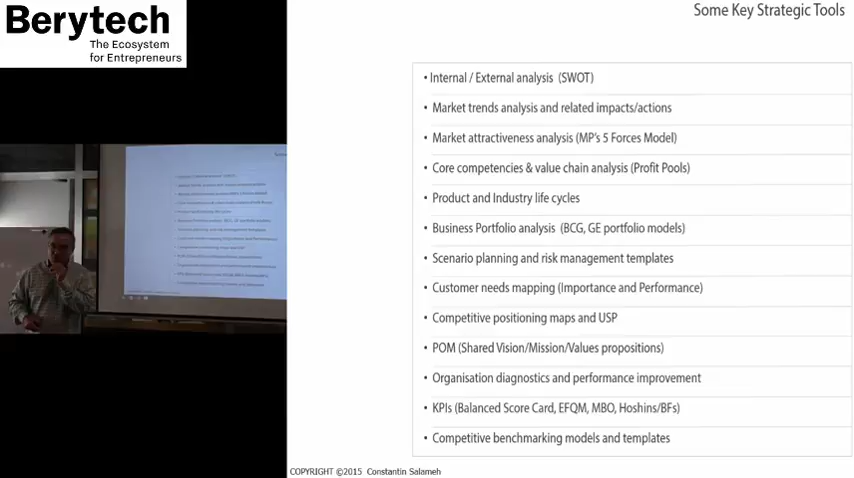 Berytech
The Ecosystem
for Entrepreneurs
Some Key Strategic Tools
• Internal / External analysis (SWOT)
• Market trends analysis and related impacts/actions
• Market attractiveness analysis (MP's 5 Forces Model)
• Core competencies & value chain analysis (Profit Pools)
• Product and Industry life cycles
• Business Portfolio analysis (BCG, GE portfolio models)
• Scenario planning and risk management templates
• Customer needs mapping (Importance and Performance)
• Competitive positioning maps and USP
• POM (Shared Vision/Mission/Values propositions)
• Organisation diagnostics and performance improvement
• KPIs (Balanced Score Card, EFQM, MBO, Hoshins/BFs)
• Competitive benchmarking models and templates
COPYRIGHT ©2015 Constantin Salameh